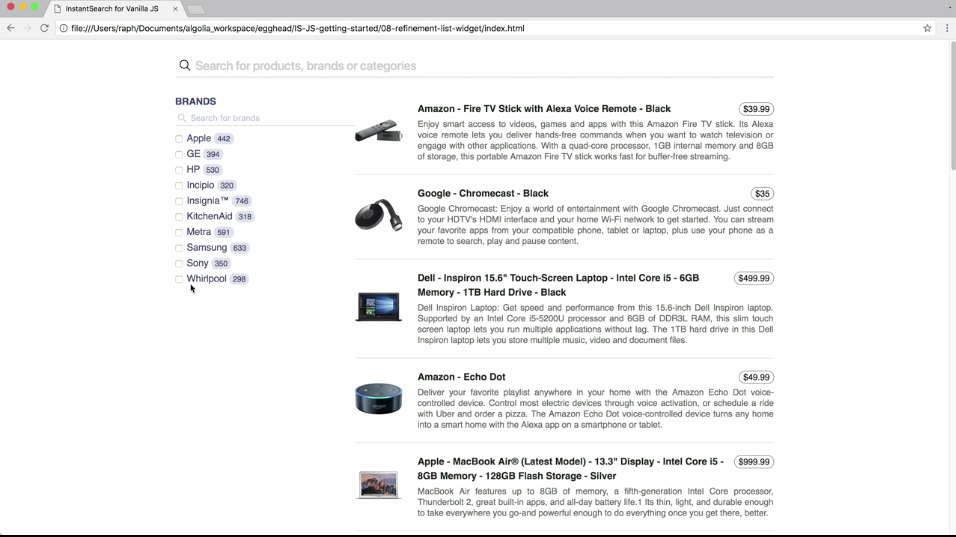 InstantSearch for Vanilla JS
file:///Users/raph/Documents/algolia_workspace/egghead/IS-JS-getting-started/08-refinement-list-widget/index.html
Search for products, brands or categories
BRANDS
Search for brands
Apple 442
GE 394
HP 530
Incipio 320
Insignia™ 746
KitchenAid 318
Metra 591
Samsung 633
Sony 350
Whirlpool 298
Amazon - Fire TV Stick with Alexa Voice Remote - Black $39.99
Enjoy smart access to videos, games and apps with this Amazon Fire TV stick. Its Alexa
voice remote lets you deliver hands-free commands when you want to watch television or
engage with other applications. With a quad-core processor, 1GB internal memory and 8GB
of storage, this portable Amazon Fire TV stick works fast for buffer-free streaming.
Google - Chromecast - Black $35
Google Chromecast: Enjoy a world of entertainment with Google Chromecast. Just connect
to your HDTV's HDMI interface and your home Wi-Fi network to get started. You can stream
your favorite apps from your compatible phone, tablet or laptop, plus use your phone as a
remote to search, play and pause content.
Dell - Inspiron 15.6" Touch-Screen Laptop - Intel Core i5 - 6GB $499.99
Memory - 1TB Hard Drive - Black
Dell Inspiron Laptop: Get speed and performance from this 15.6-inch Dell Inspiron laptop.
Supported by an Intel Core i5-5200U processor and 6GB of DDR3L RAM, this slim touch
screen laptop lets you run multiple applications without lag. The 1TB hard drive in this Dell
Inspiron laptop lets you store multiple music, video and document files.
Amazon - Echo Dot $49.99
Deliver your favorite playlist anywhere in your home with the Amazon Echo Dot voice-
controlled device. Control most electric devices through voice activation, or schedule a ride
with Uber and order a pizza. The Amazon Echo Dot voice-controlled device turns any home
into a smart home with the Alexa app on a smartphone or tablet.
Apple - MacBook Air® (Latest Model) - 13.3" Display - Intel Core i5 - $999.99
8GB Memory - 128GB Flash Storage - Silver
MacBook Air features up to 8GB of memory, a fifth-generation Intel Core processor,
Thunderbolt 2, great built-in apps, and all-day battery life.1 Its thin, light, and durable enough
to take everywhere you go-and powerful enough to do everything once you get there, better.